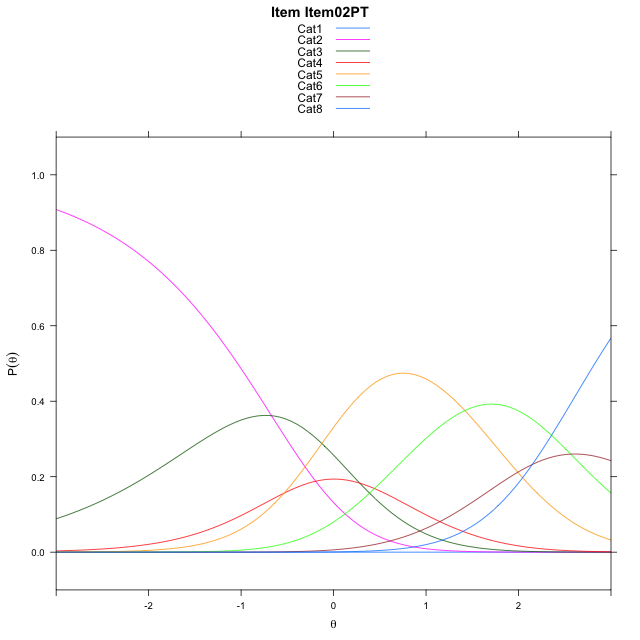 Item Item02PT
Cat1
Cat2
Cat3
Cat4
Cat5
Cat6
Cat7
Cat8
1.0
0.8
0.6
0.4
0.2
0.0
P(θ)
-2 -1 0 1 2
θ